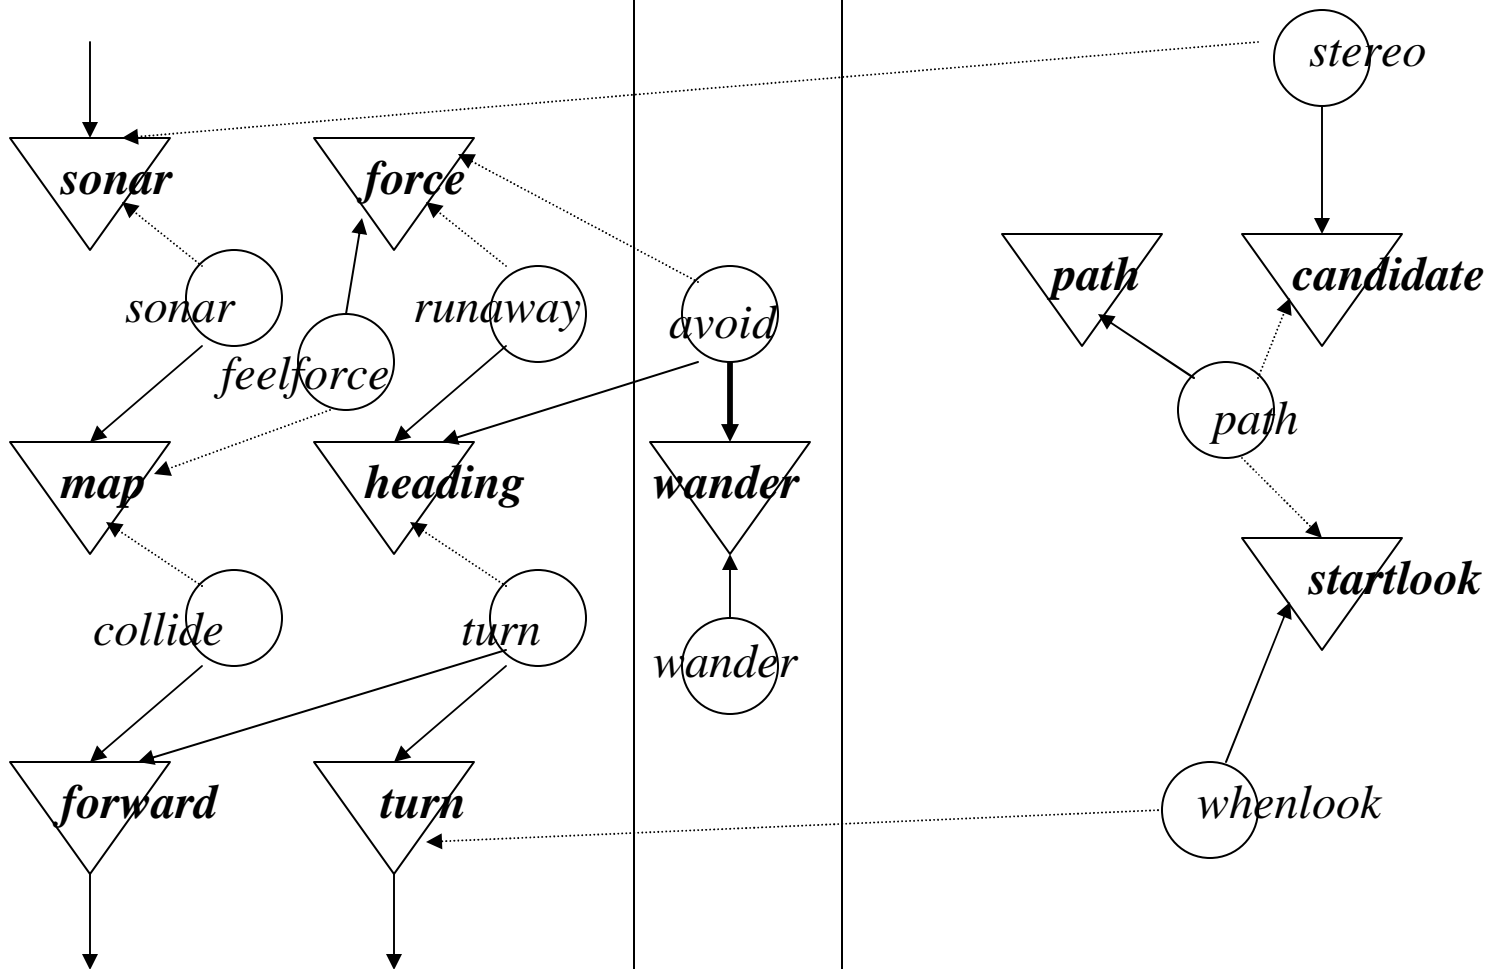 stereo
sonar
force
path
candidate
sonar
runaway
avoid
feelforce
path
map
heading
wander
startlook
collide
turn
wander
forward
turn
whenlook